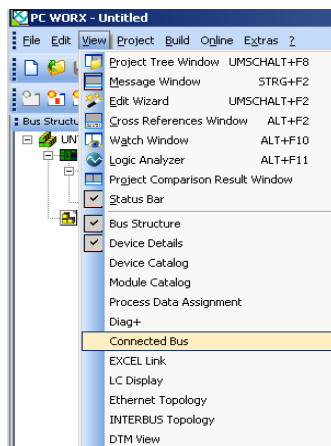 PC WORX - Untitled
File Edit View Project Build Online Extras ?
Project Tree Window UMSCHALT+F8
Message Window STRG+F2
Edit Wizard UMSCHALT+F2
Cross References Window ALT+F2
Watch Window ALT+F10
Logic Analyzer ALT+F11
Project Comparison Result Window
Status Bar
Bus Structu
UN
Bus Structure
Device Details
Device Catalog
Module Catalog
Process Data Assignment
Diag+
Connected Bus
EXCEL Link
LC Display
Ethernet Topology
INTERBUS Topology
DTM View